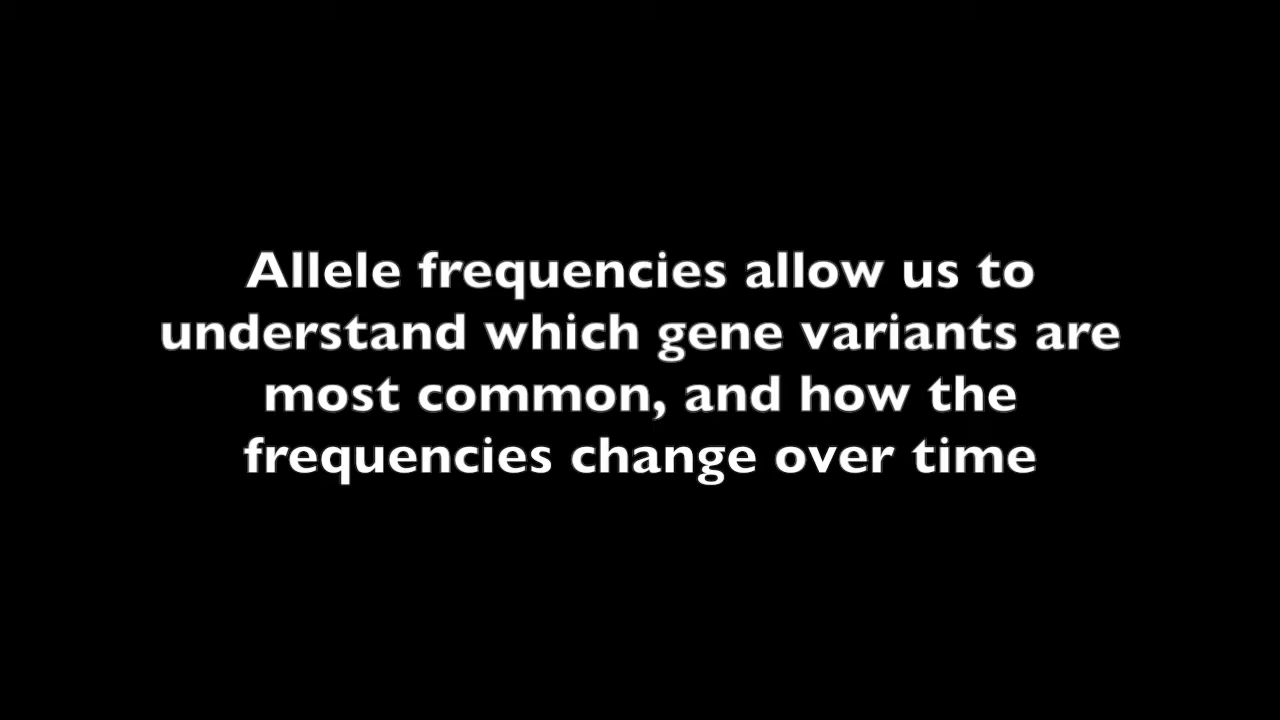 Allele frequencies allow us to
understand which gene variants are
most common, and how the
frequencies change over time